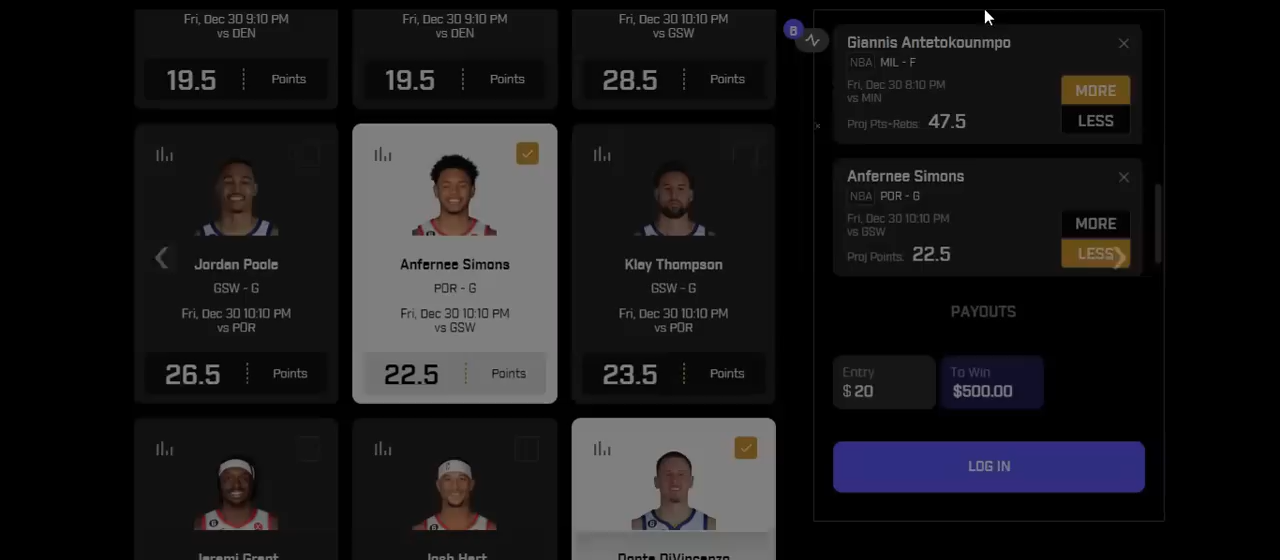 Fri, Dec 30 9:10 PM
vs DEN
19.5 Points
Fri, Dec 30 9:10 PM
vs DEN
19.5 Points
Fri, Dec 30 10:10 PM
vs GSW
28.5 Points
Jordan Poole
GSW - G
Fri, Dec 30 10:10 PM
vs POR
26.5 Points
Anfernee Simons
POR - G
Fri, Dec 30 10:10 PM
vs GSW
22.5 Points
Klay Thompson
GSW - G
Fri, Dec 30 10:10 PM
vs POR
23.5 Points
Jerami Grant
Josh Hart
Donte DiVincenzo
6
Giannis Antetokounmpo
NBA MIL - F
Fri, Dec 30 8:10 PM
vs MIN
Proj Pts-Rebs: 47.5
MORE
LESS
Anfernee Simons
NBA POR - G
Fri, Dec 30 10:10 PM
vs GSW
Proj Points: 22.5
MORE
LESS
PAYOUTS
Entry
$ 20
To Win
$500.00
LOG IN